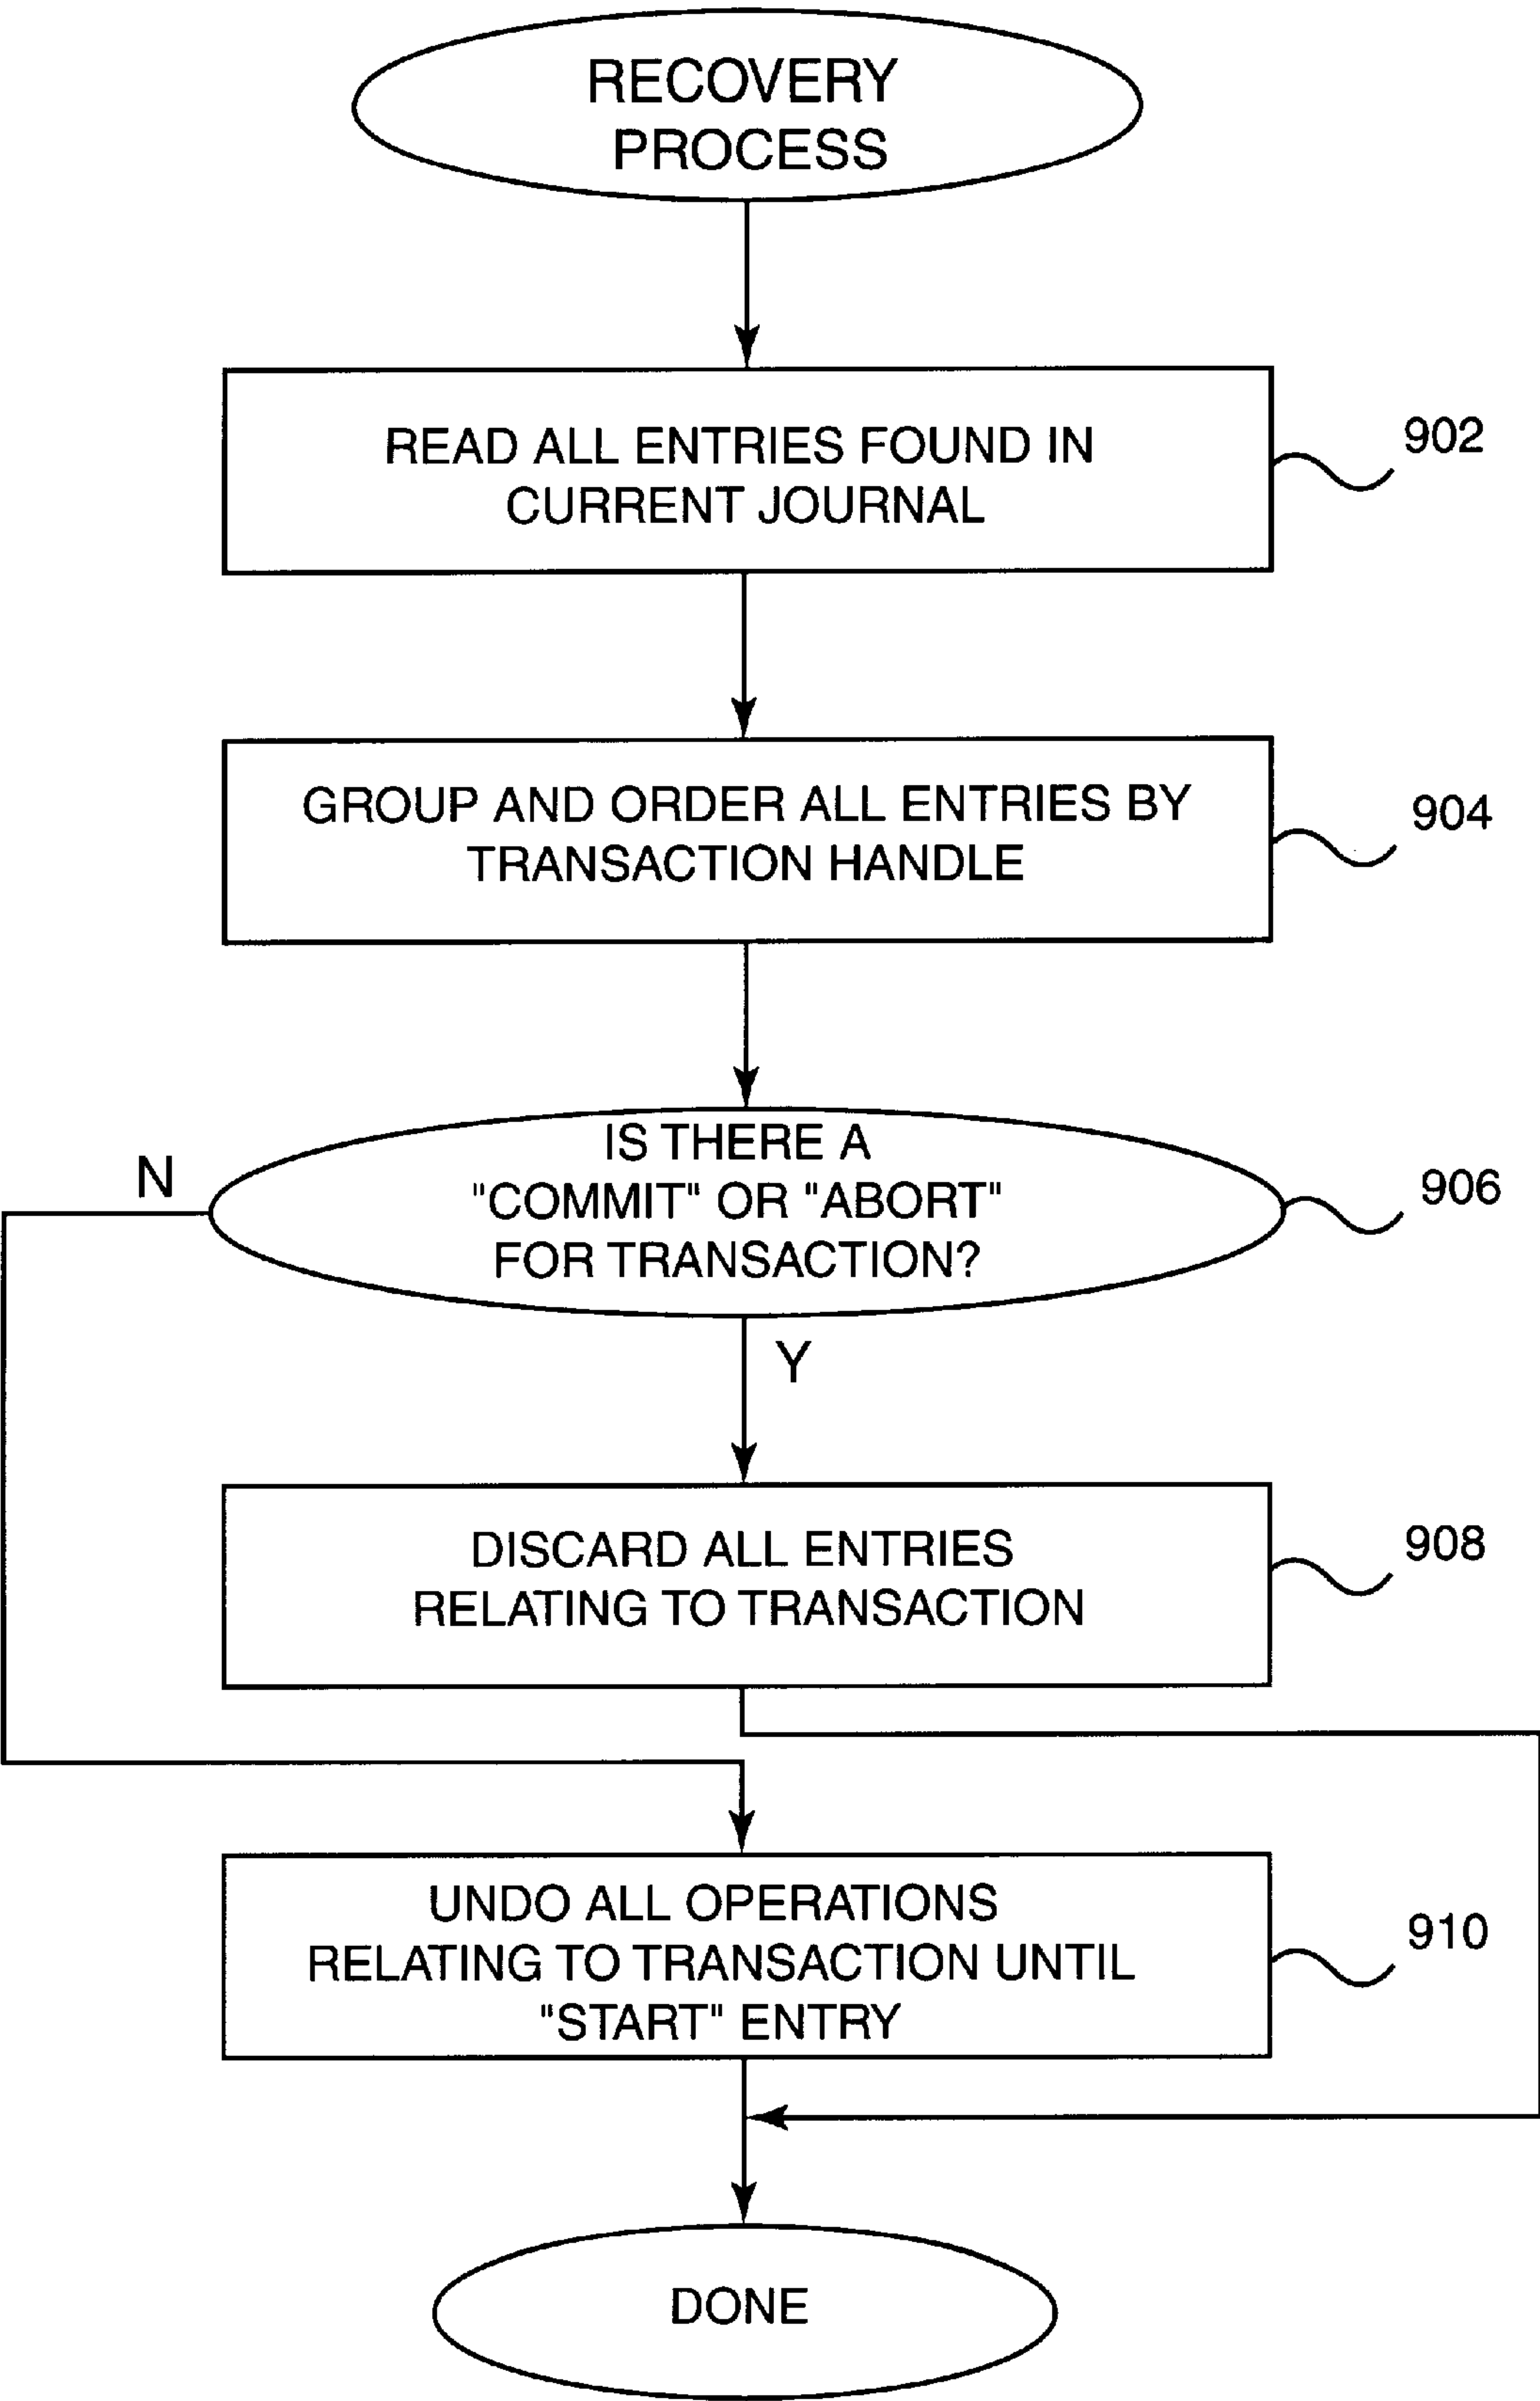 RECOVERY
PROCESS
READ ALL ENTRIES FOUND IN
CURRENT JOURNAL
902
GROUP AND ORDER ALL ENTRIES BY
TRANSACTION HANDLE
904
IS THERE A
"COMMIT" OR "ABORT"
FOR TRANSACTION?
906
N
Y
DISCARD ALL ENTRIES
RELATING TO TRANSACTION
908
UNDO ALL OPERATIONS
RELATING TO TRANSACTION UNTIL
"START" ENTRY
910
DONE